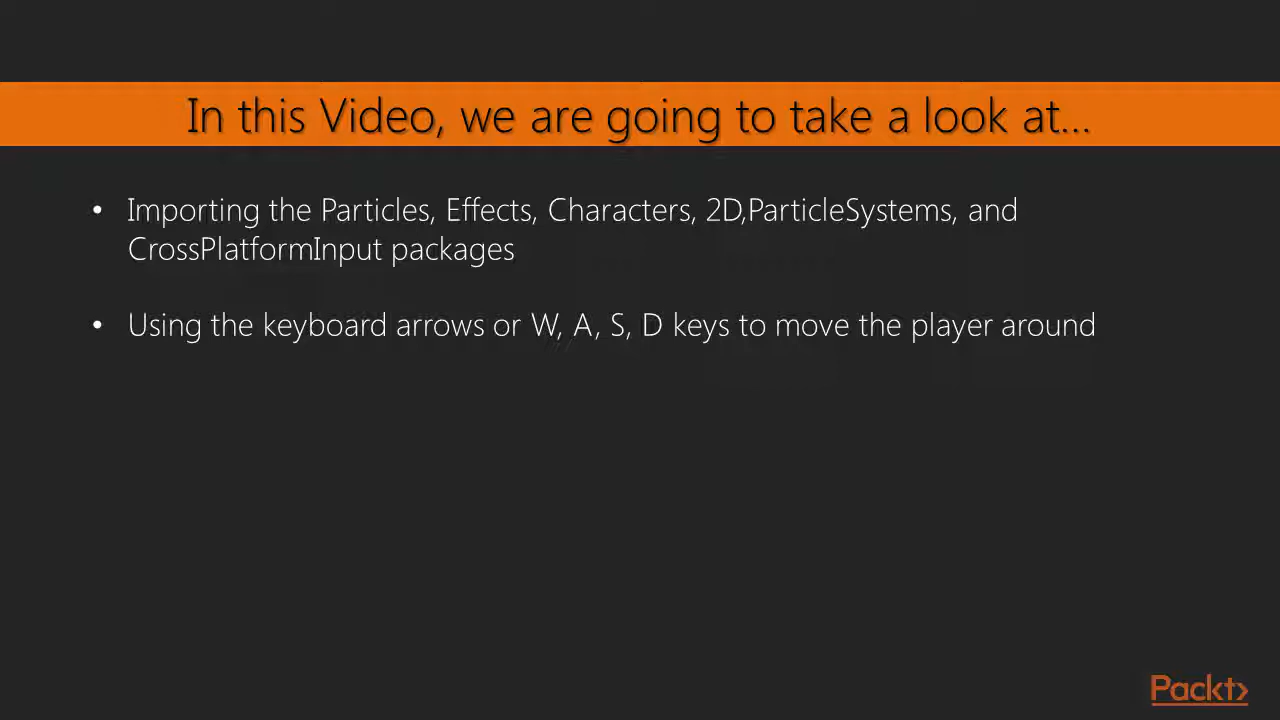 In this Video, we are going to take a look at...
• Importing the Particles, Effects, Characters, 2D,ParticleSystems, and
CrossPlatformInput packages
• Using the keyboard arrows or W, A, S, D keys to move the player around
Packt>